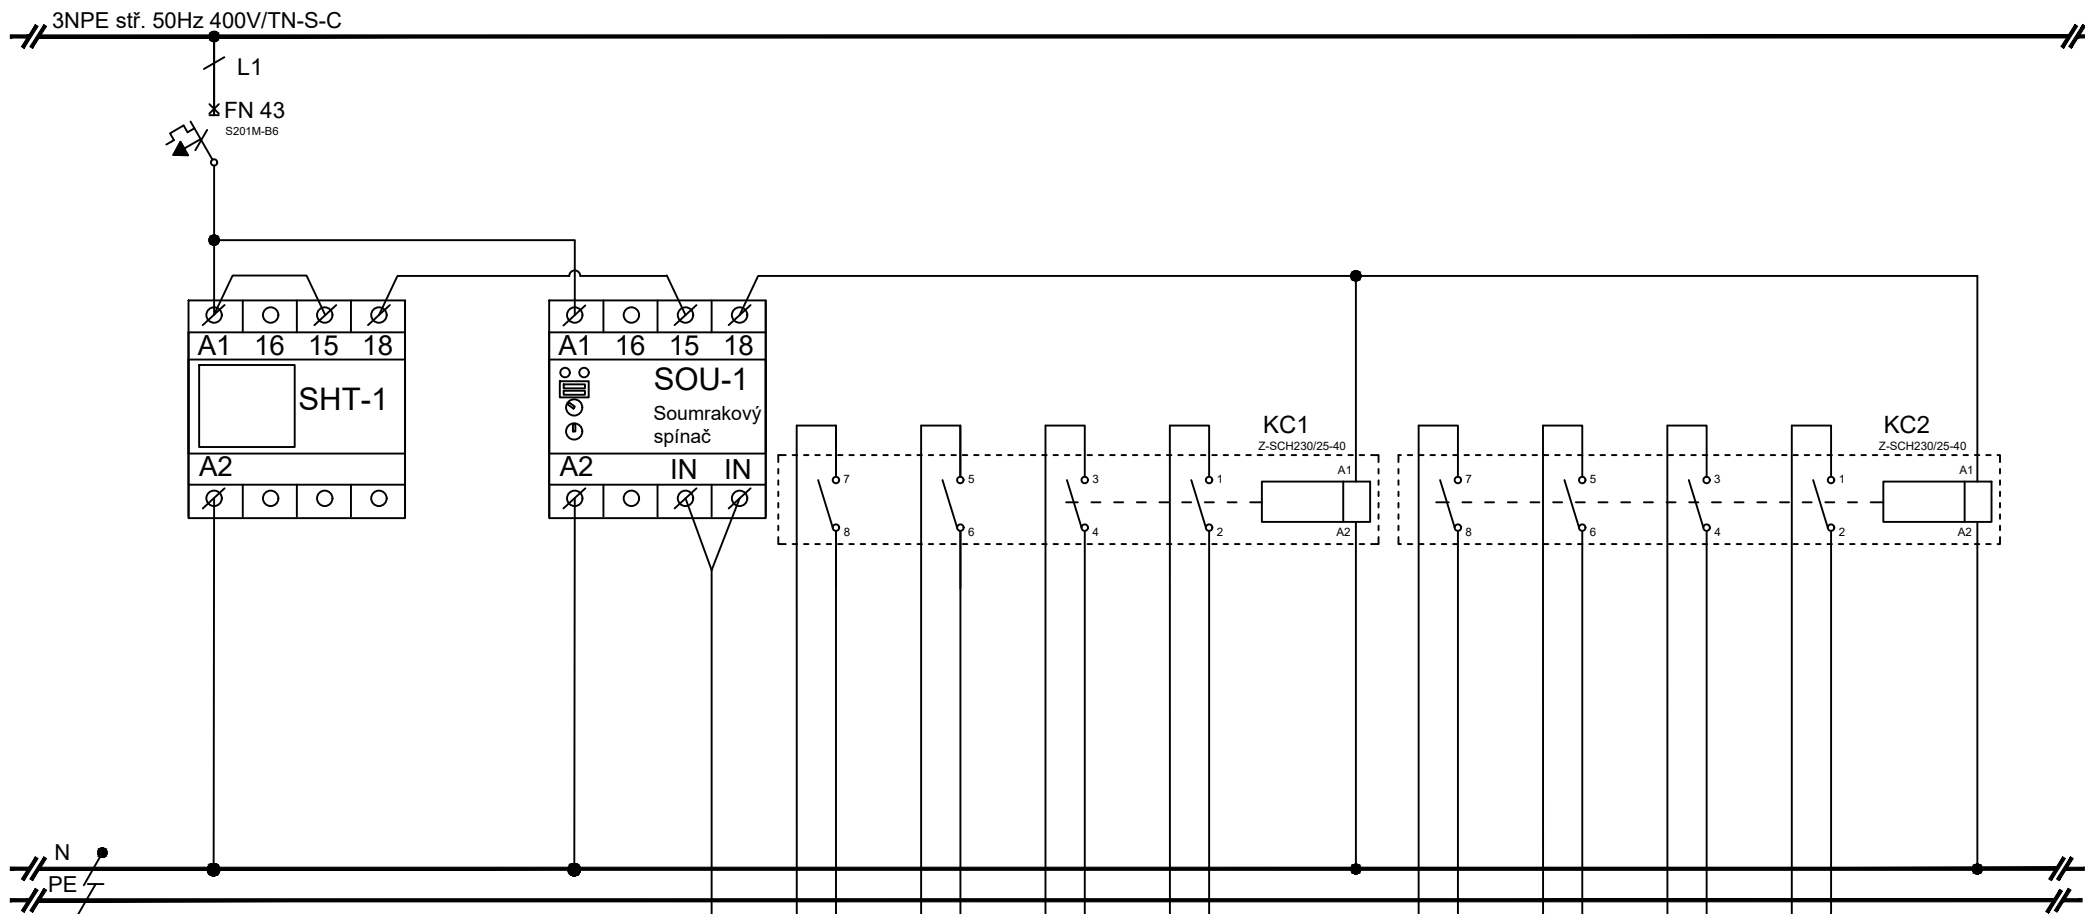 3NPE stř. 50Hz 400V/TN-S-C
L1
FN 43
S201M-B6
A1 16 15 18
SHT-1
A2
A1 16 15 18
SOU-1
Soumrakový
spínač
A2 IN IN
KC1
Z-SCH230/25-40
7 5 3 1 A1
8 6 4 2 A2
KC2
Z-SCH230/25-40
7 5 3 1 A1
8 6 4 2 A2
N
PE